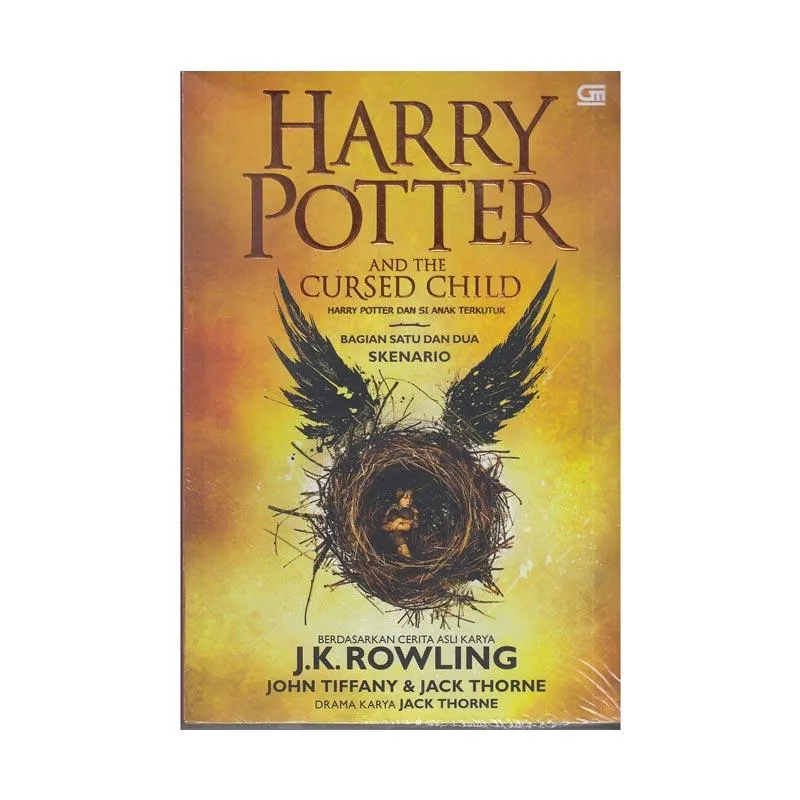 GM
HARRY
POTTER
AND THE
CURSED CHILD
HARRY POTTER DAN SI ANAK TERKUTUK
BAGIAN SATU DAN DUA
SKENARIO
BERDASARKAN CERITA ASLI KARYA
J.K. ROWLING
JOHN TIFFANY & JACK THORNE
DRAMA KARYA JACK THORNE